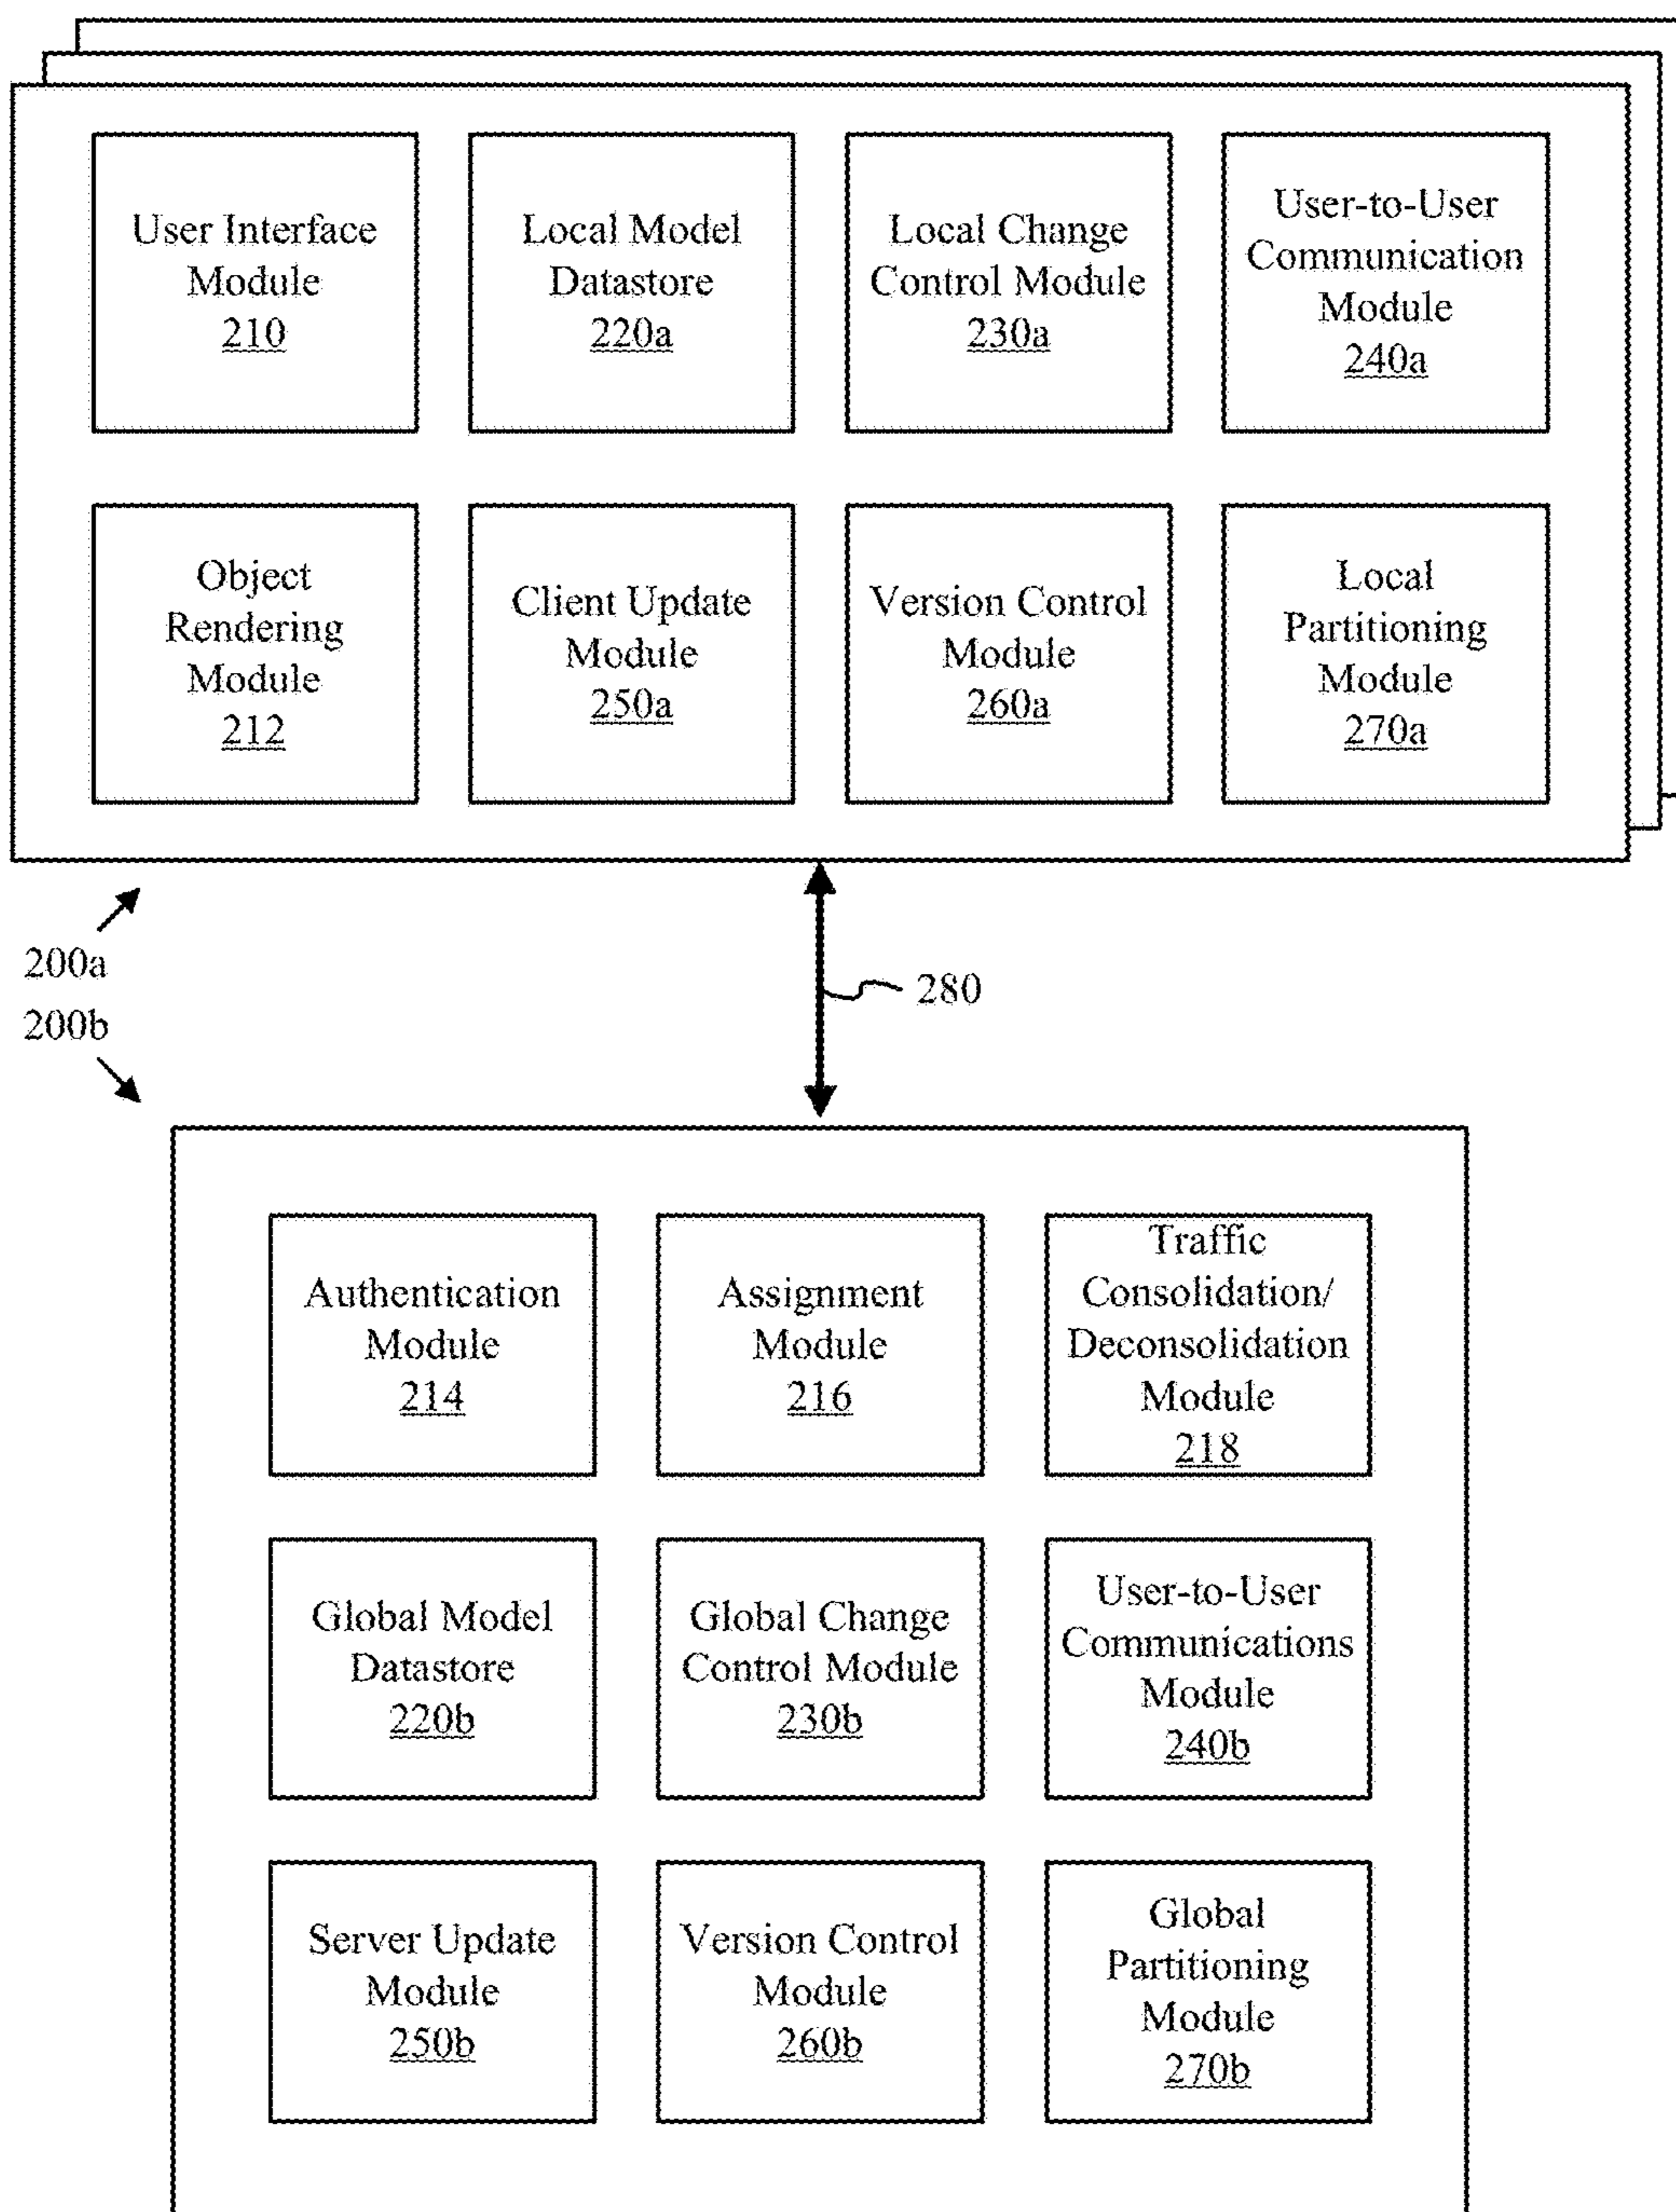 User Interface
Module
210
Local Model
Datastore
220a
Local Change
Control Module
230a
User-to-User
Communication
Module
240a
Object
Rendering
Module
212
Client Update
Module
250a
Version Control
Module
260a
Local
Partitioning
Module
270a
200a
280
200b
Authentication
Module
214
Assignment
Module
216
Traffic
Consolidation/
Deconsolidation
Module
218
Global Model
Datastore
220b
Global Change
Control Module
230b
User-to-User
Communications
Module
240b
Server Update
Module
250b
Version Control
Module
260b
Global
Partitioning
Module
270b